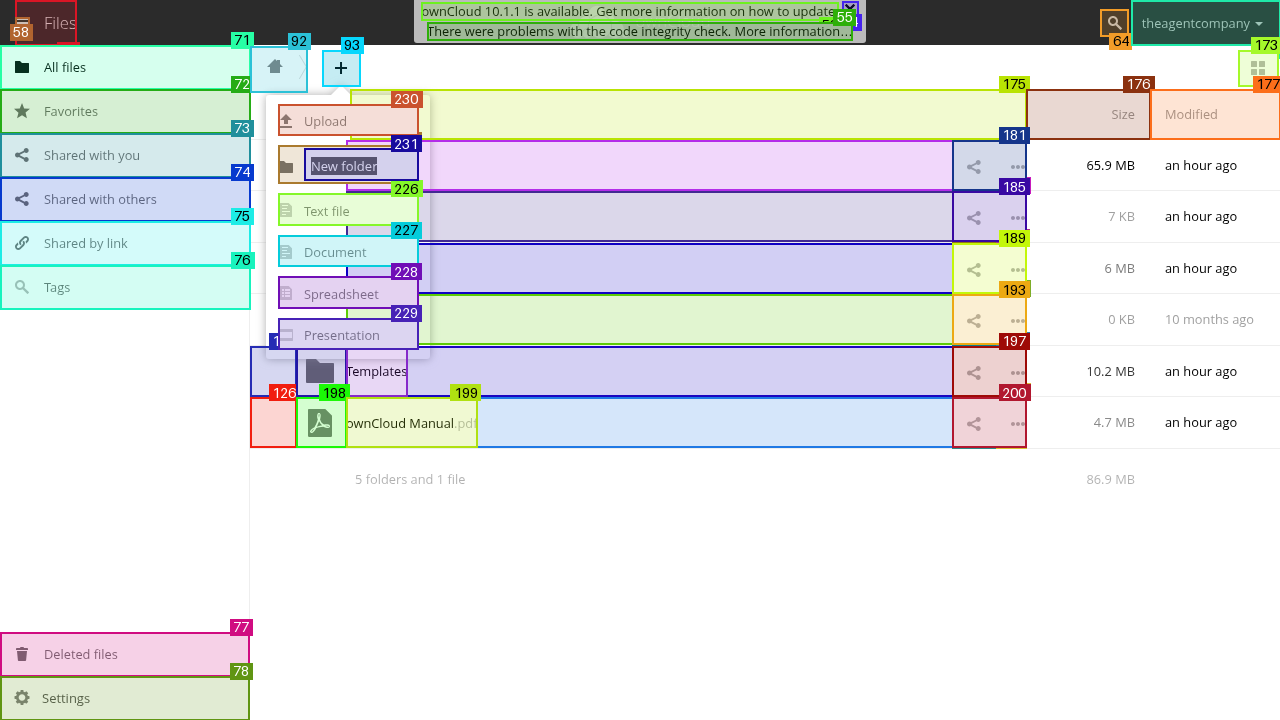 ownCloud 10.1.1 is available. Get more information on how to update
There were problems with the code integrity check. More information...
55
58
Files
64
theagentcompany
71
92
93
173
All files
72
175
176
177
Favorites
230
Upload
Size
Modified
73
231
181
Shared with you
New folder
65.9 MB
an hour ago
74
226
185
Shared with others
Text file
7 KB
an hour ago
75
227
189
Shared by link
Document
6 MB
an hour ago
76
228
193
Tags
Spreadsheet
0 KB
10 months ago
229
197
Presentation
Templates
10.2 MB
an hour ago
126
198
199
200
ownCloud Manual.pdf
4.7 MB
an hour ago
5 folders and 1 file
86.9 MB
77
Deleted files
78
Settings